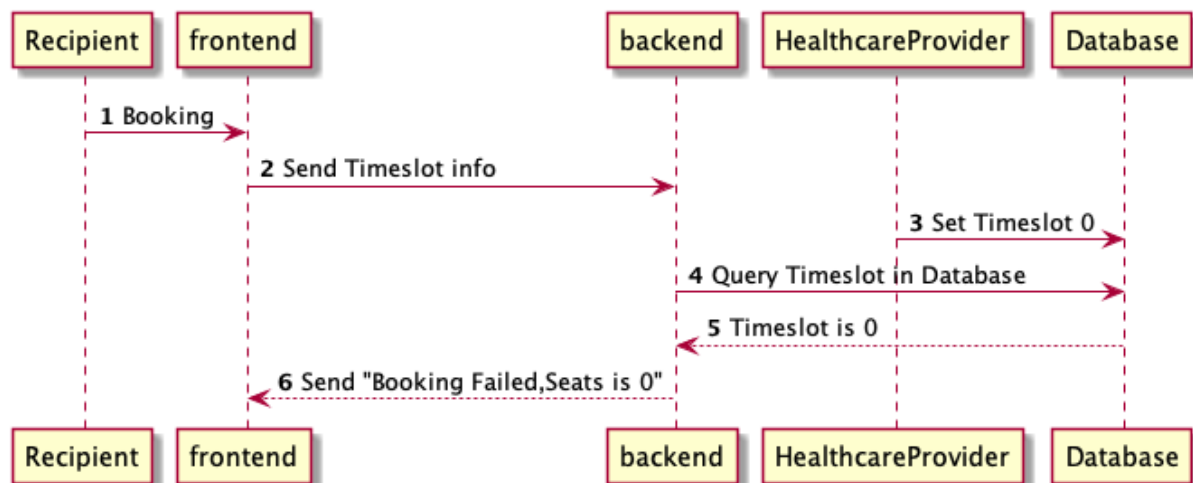 Recipient frontend backend HealthcareProvider Database
1 Booking
2 Send Timeslot info
3 Set Timeslot 0
4 Query Timeslot in Database
5 Timeslot is 0
6 Send "Booking Failed,Seats is 0"
Recipient frontend backend HealthcareProvider Database